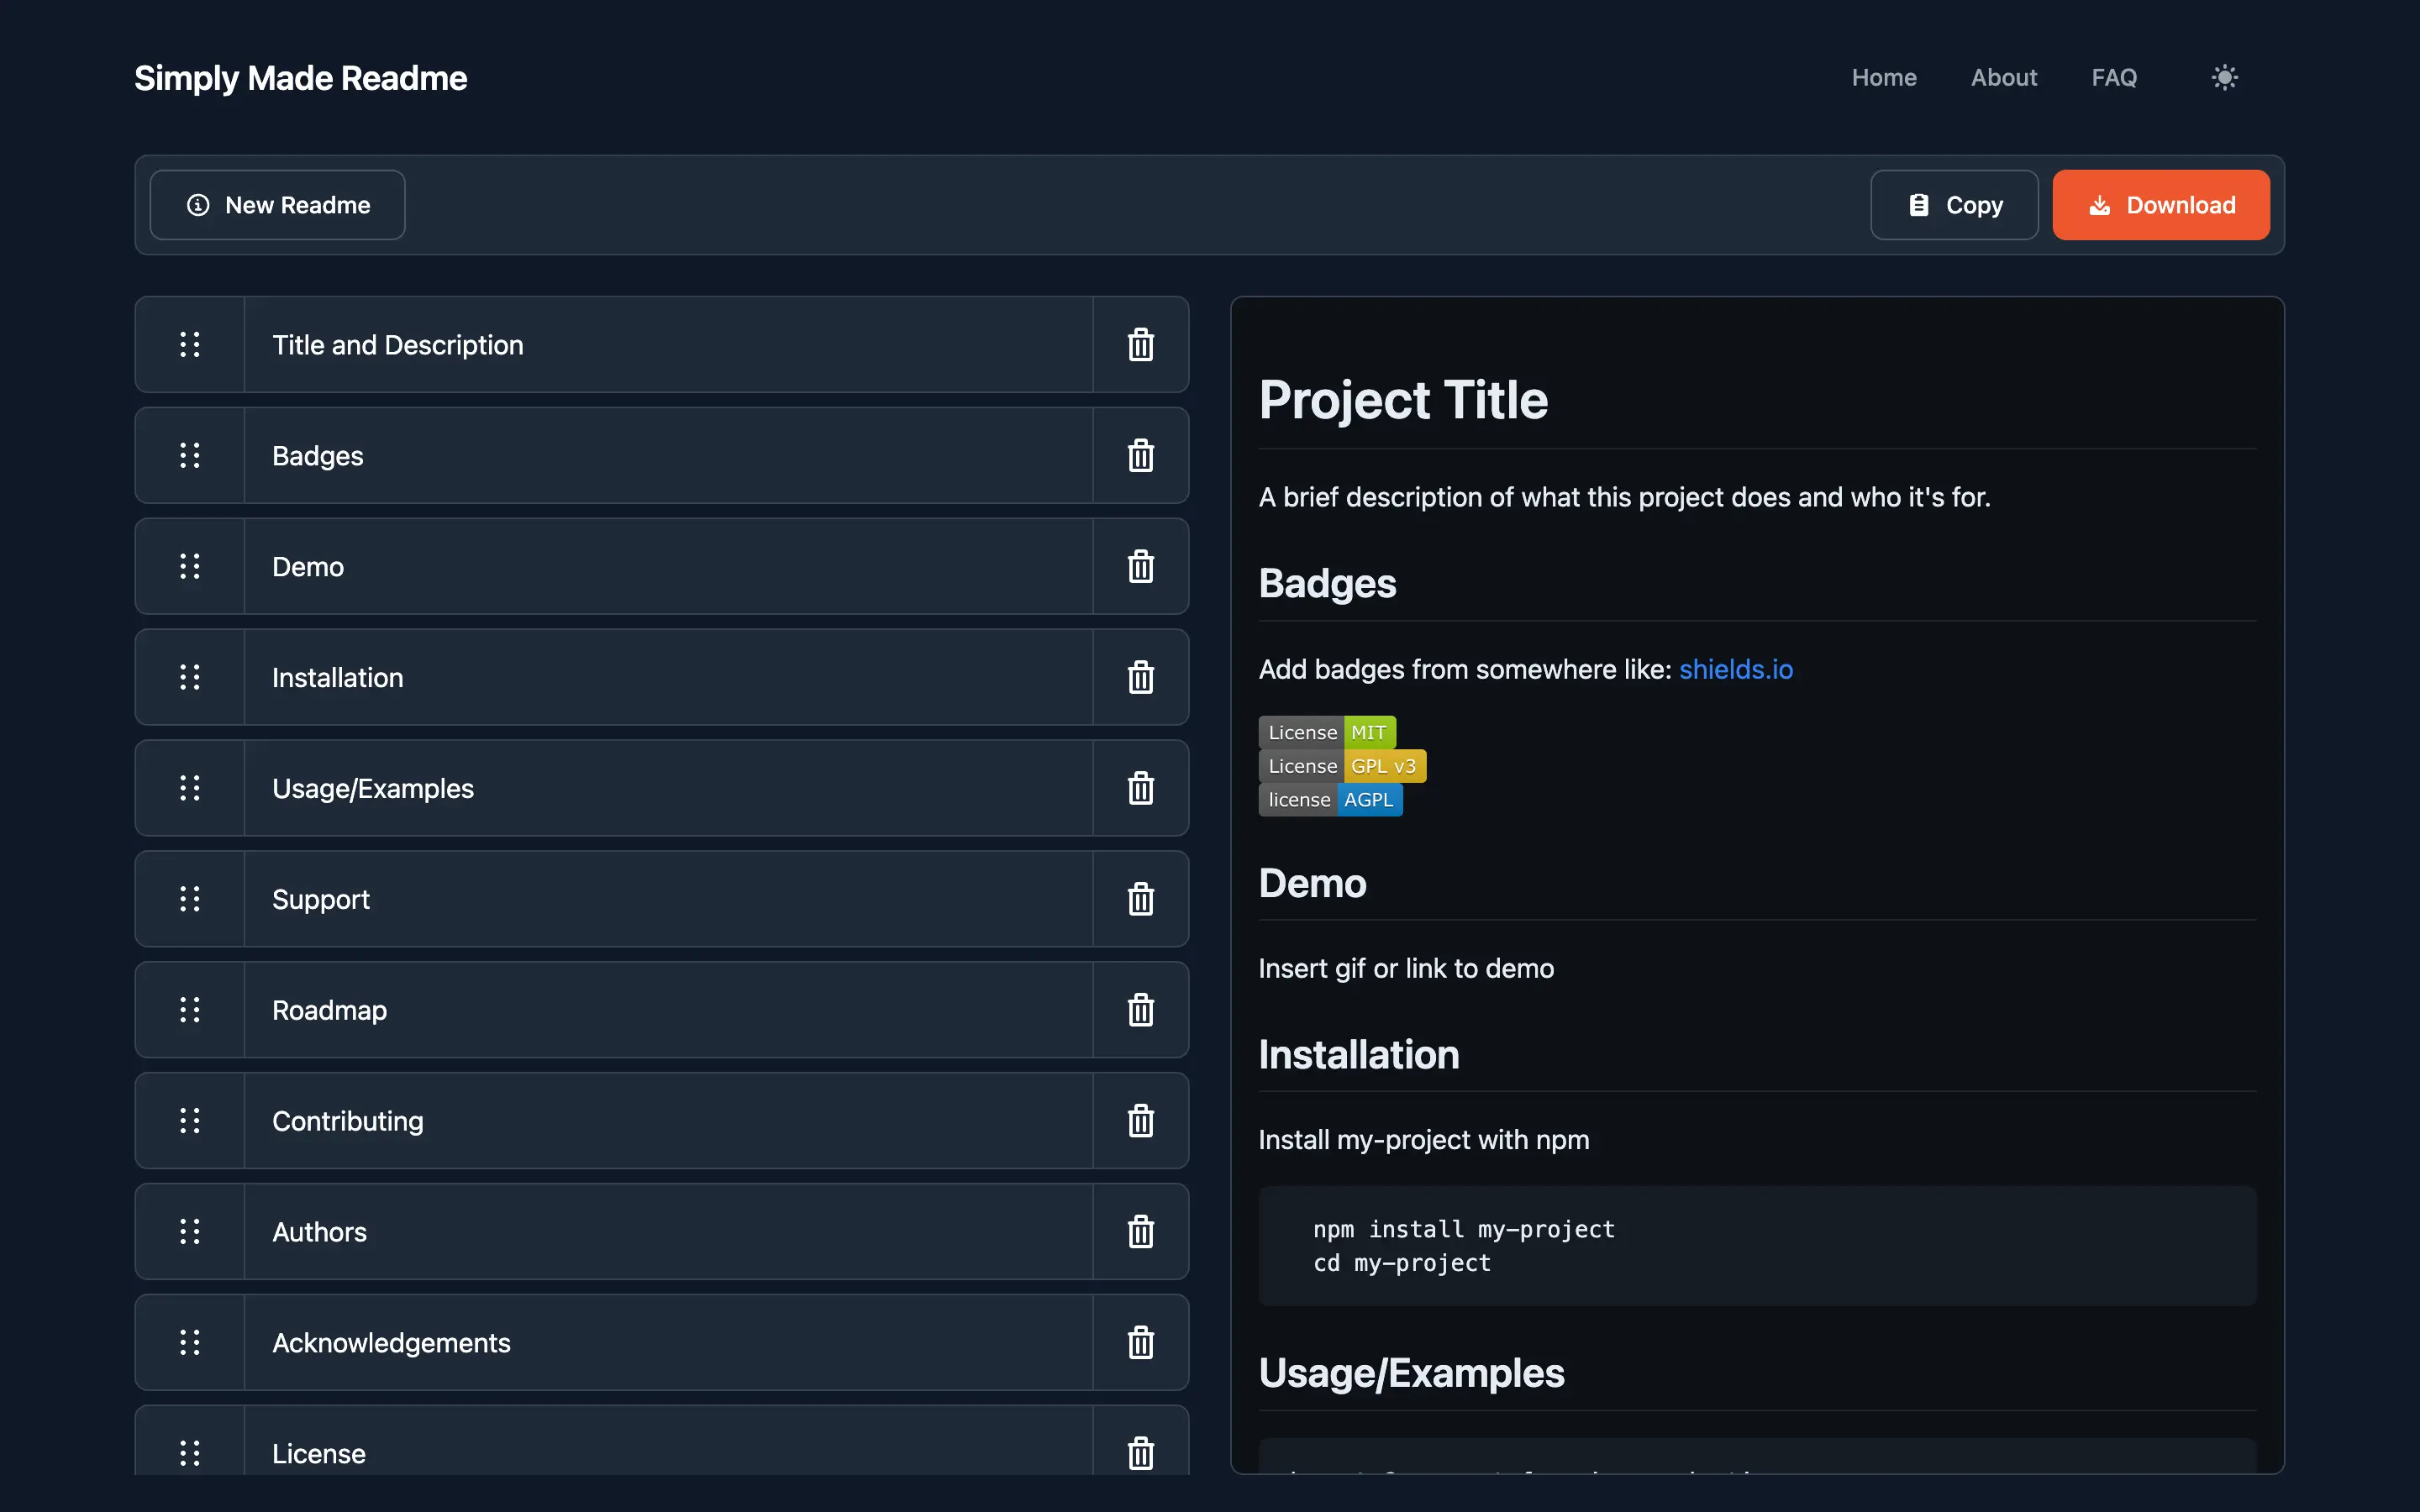 Simply Made Readme
Home
About
FAQ
New Readme
Copy
Download
Title and Description
Badges
Demo
Installation
Usage/Examples
Support
Roadmap
Contributing
Authors
Acknowledgements
License
Project Title
A brief description of what this project does and who it's for.
Badges
Add badges from somewhere like: shields.io
License MIT
License GPL v3
license AGPL
Demo
Insert gif or link to demo
Installation
Install my-project with npm
npm install my-project
cd my-project
Usage/Examples